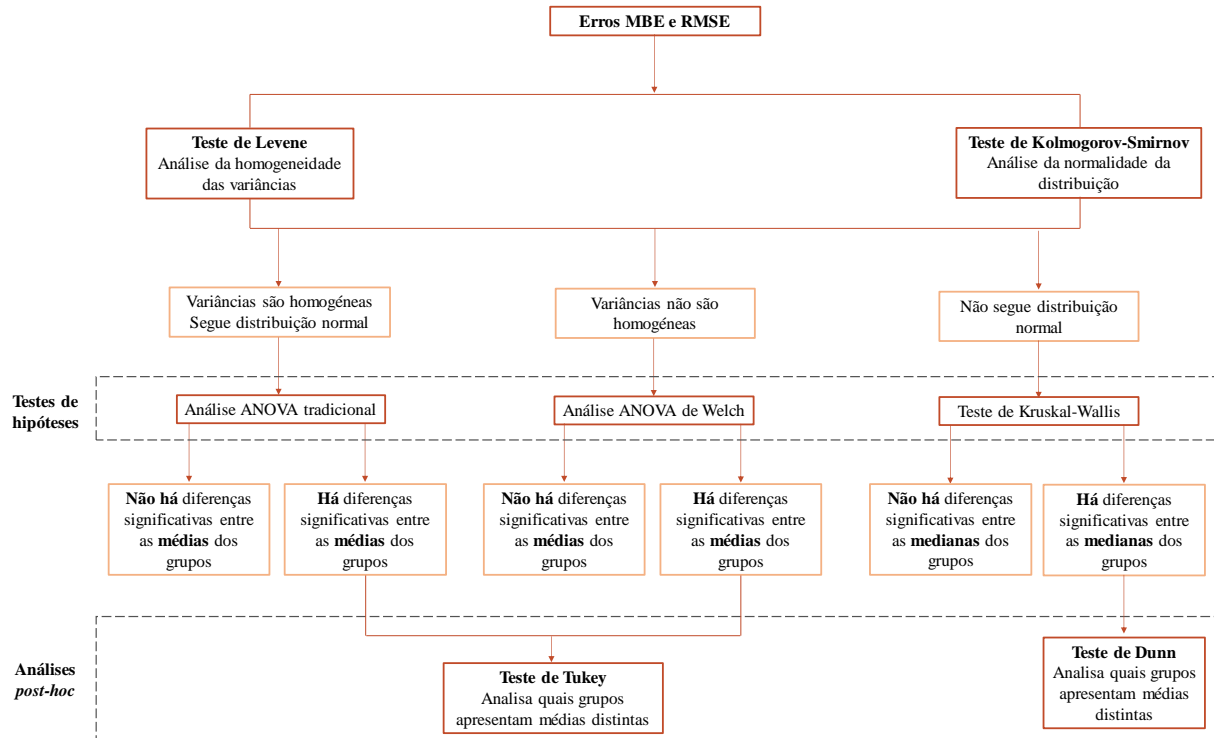 Erros MBE e RMSE
Teste de Levene
Análise da homogeneidade
das variâncias
Teste de Kolmogorov-Smirnov
Análise da normalidade da
distribuição
Variâncias são homogéneas
Segue distribuição normal
Variâncias não são
homogéneas
Não segue distribuição
normal
Testes de
hipóteses
Análise ANOVA tradicional
Análise ANOVA de Welch
Teste de Kruskal-Wallis
Não há diferenças
significativas entre
as médias dos
grupos
Há diferenças
significativas entre
as médias dos
grupos
Não há diferenças
significativas entre
as médias dos
grupos
Há diferenças
significativas entre
as médias dos
grupos
Não há diferenças
significativas entre
as medianas dos
grupos
Há diferenças
significativas entre
as medianas dos
grupos
Análises
post-hoc
Teste de Tukey
Analisa quais grupos
apresentam médias distintas
Teste de Dunn
Analisa quais grupos
apresentam médias
distintas